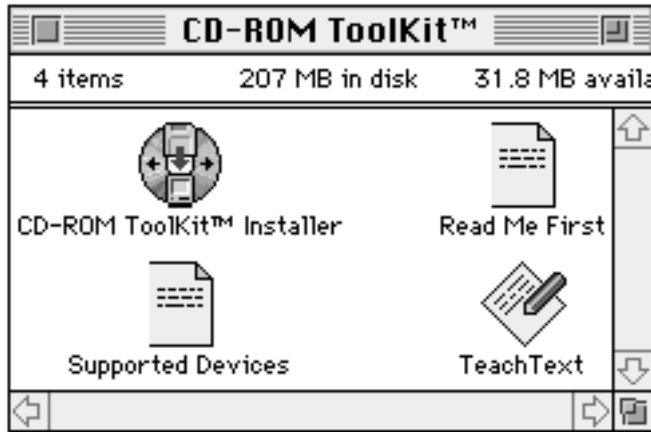 CD-ROM ToolKit™
4 items 207 MB in disk 31.8 MB availa
CD-ROM ToolKit™ Installer Read Me First
Supported Devices TeachText